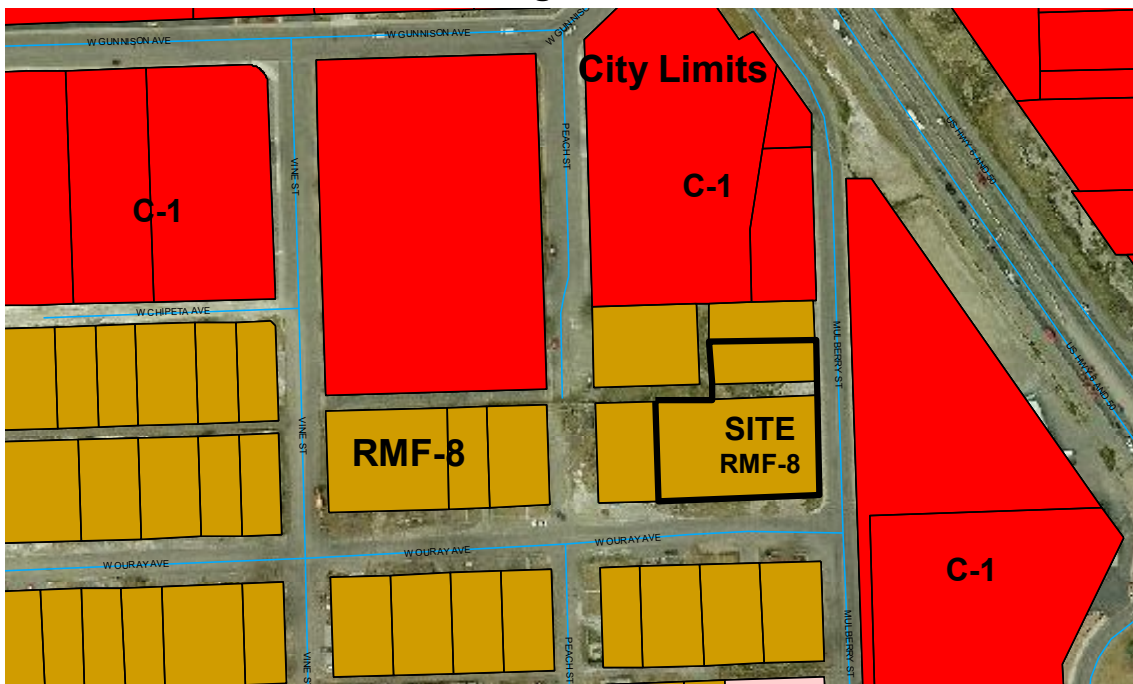 W GUNNISON AVE
W GUNNISON AVE
W GUNNISON
City Limits
US HWY 6 AND 50
PEACH ST
VINE ST
C-1
C-1
W CHIPETA AVE
MULBERRY ST
US HWY 6 AND 50
VINE ST
RMF-8
SITE
RMF-8
W OURAY AVE
W OURAY AVE
W OURAY AVE
C-1
VINE S
PEACH ST
MULBERRY ST